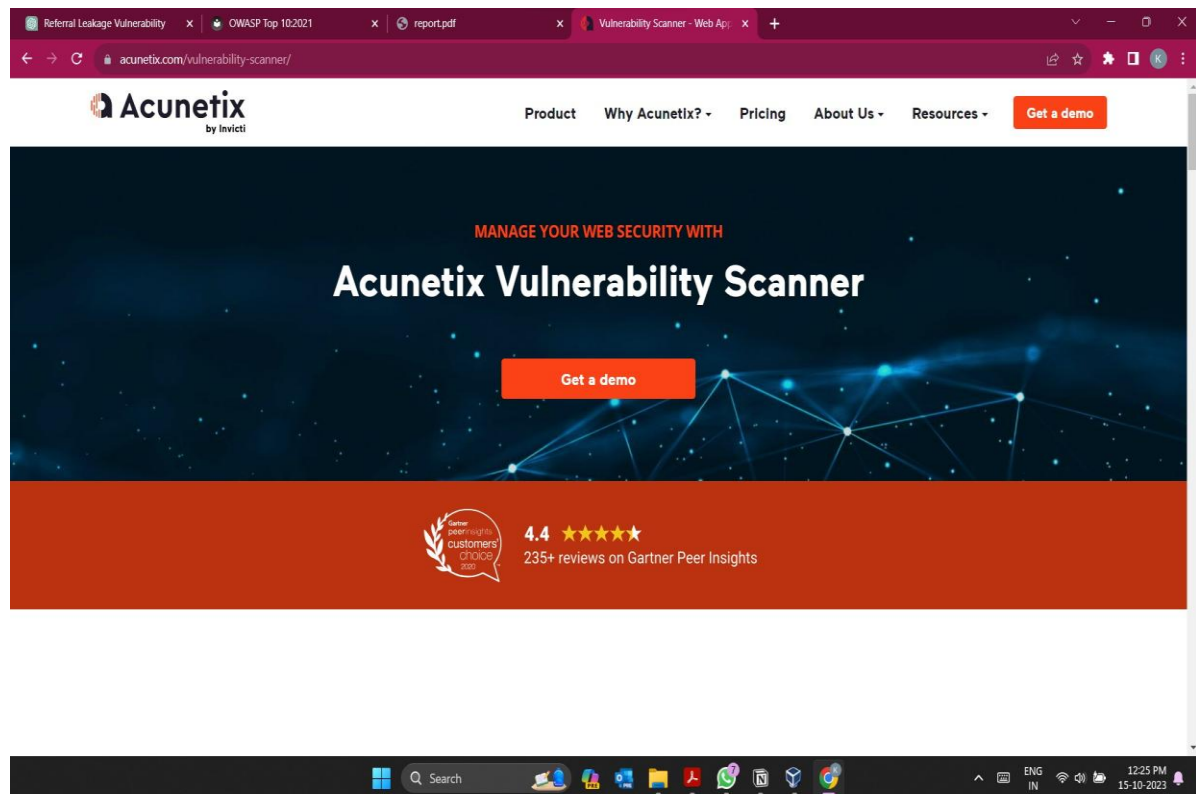 Referral Leakage Vulnerability
OWASP Top 10:2021
report.pdf
Vulnerability Scanner - Web App
acunetix.com/vulnerability-scanner/
K
Acunetix
by Invicti
Product Why Acunetix? Pricing About Us Resources Get a demo
MANAGE YOUR WEB SECURITY WITH
Acunetix Vulnerability Scanner
Get a demo
Gartner
peerinsights
customers'
choice
2020
4.4
235+ reviews on Gartner Peer Insights
Search
PRE
7
ENG
IN
12:25 PM
15-10-2023